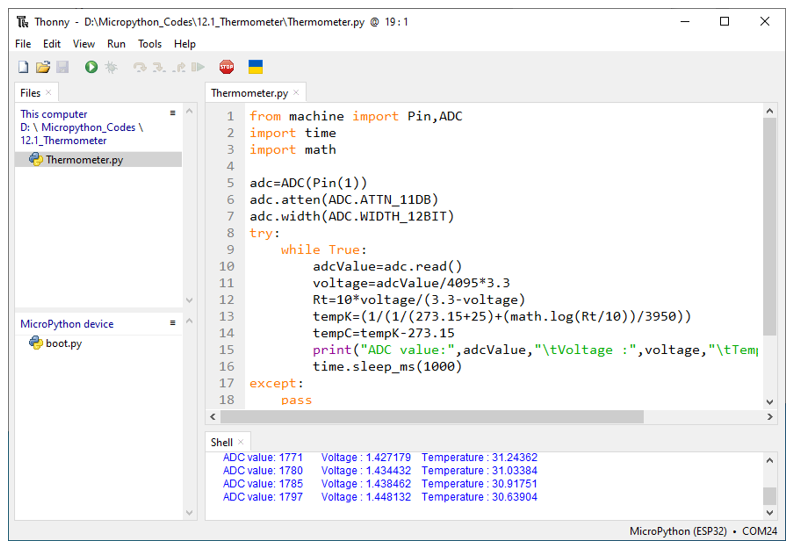 Thonny - D:\Micropython_Codes\12.1_Thermometer\Thermometer.py @ 19 : 1
File Edit View Run Tools Help
STOP
Files ×
This computer ≡
D: \ Micropython_Codes \
12.1_Thermometer
Thermometer.py
MicroPython device ≡
boot.py
Thermometer.py ×
1 from machine import Pin,ADC
2 import time
3 import math
4
5 adc=ADC(Pin(1))
6 adc.atten(ADC.ATTN_11DB)
7 adc.width(ADC.WIDTH_12BIT)
8 try:
9     while True:
10         adcValue=adc.read()
11         voltage=adcValue/4095*3.3
12         Rt=10*voltage/(3.3-voltage)
13         tempK=(1/(1/(273.15+25)+(math.log(Rt/10))/3950))
14         tempC=tempK-273.15
15         print("ADC value:",adcValue,"\tVoltage :",voltage,"\tTemp
16         time.sleep_ms(1000)
17 except:
18     pass
Shell ×
ADC value: 1771 Voltage : 1.427179 Temperature : 31.24362
ADC value: 1780 Voltage : 1.434432 Temperature : 31.03384
ADC value: 1785 Voltage : 1.438462 Temperature : 30.91751
ADC value: 1797 Voltage : 1.448132 Temperature : 30.63904
MicroPython (ESP32) • COM24